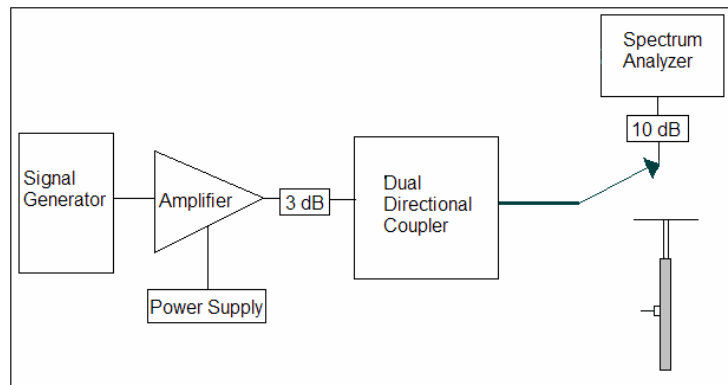 Spectrum
Analyzer
10 dB
Signal
Generator
Amplifier
3 dB
Dual
Directional
Coupler
Power Supply